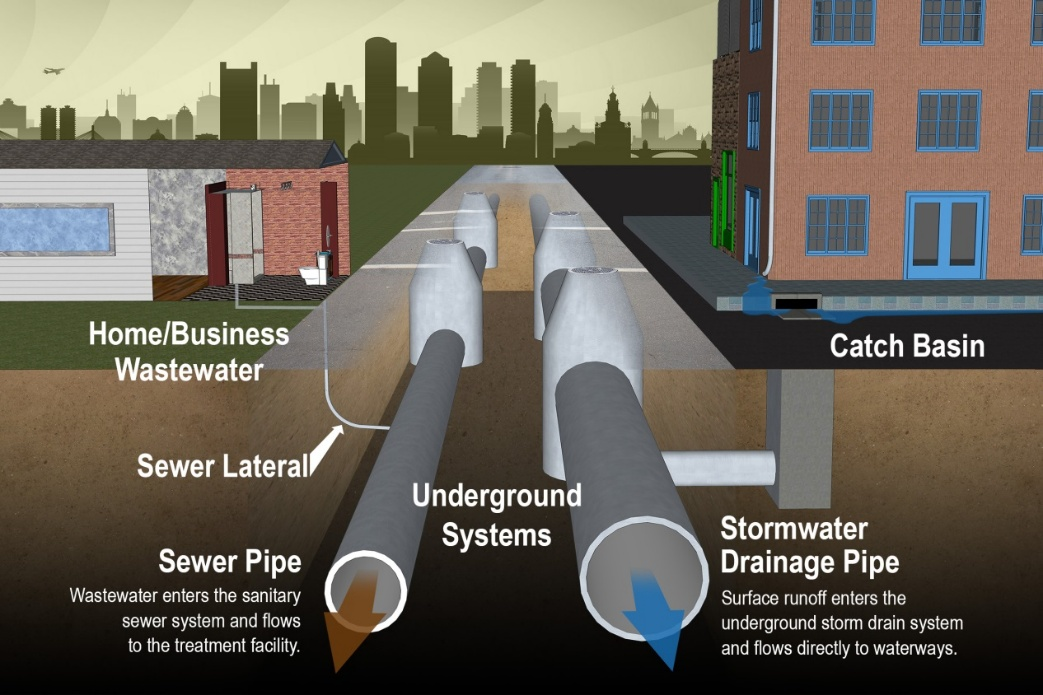 Home/Business
Wastewater
Catch Basin
Sewer Lateral
Underground
Systems
Sewer Pipe
Wastewater enters the sanitary
sewer system and flows
to the treatment facility.
Stormwater
Drainage Pipe
Surface runoff enters the
underground storm drain system
and flows directly to waterways.